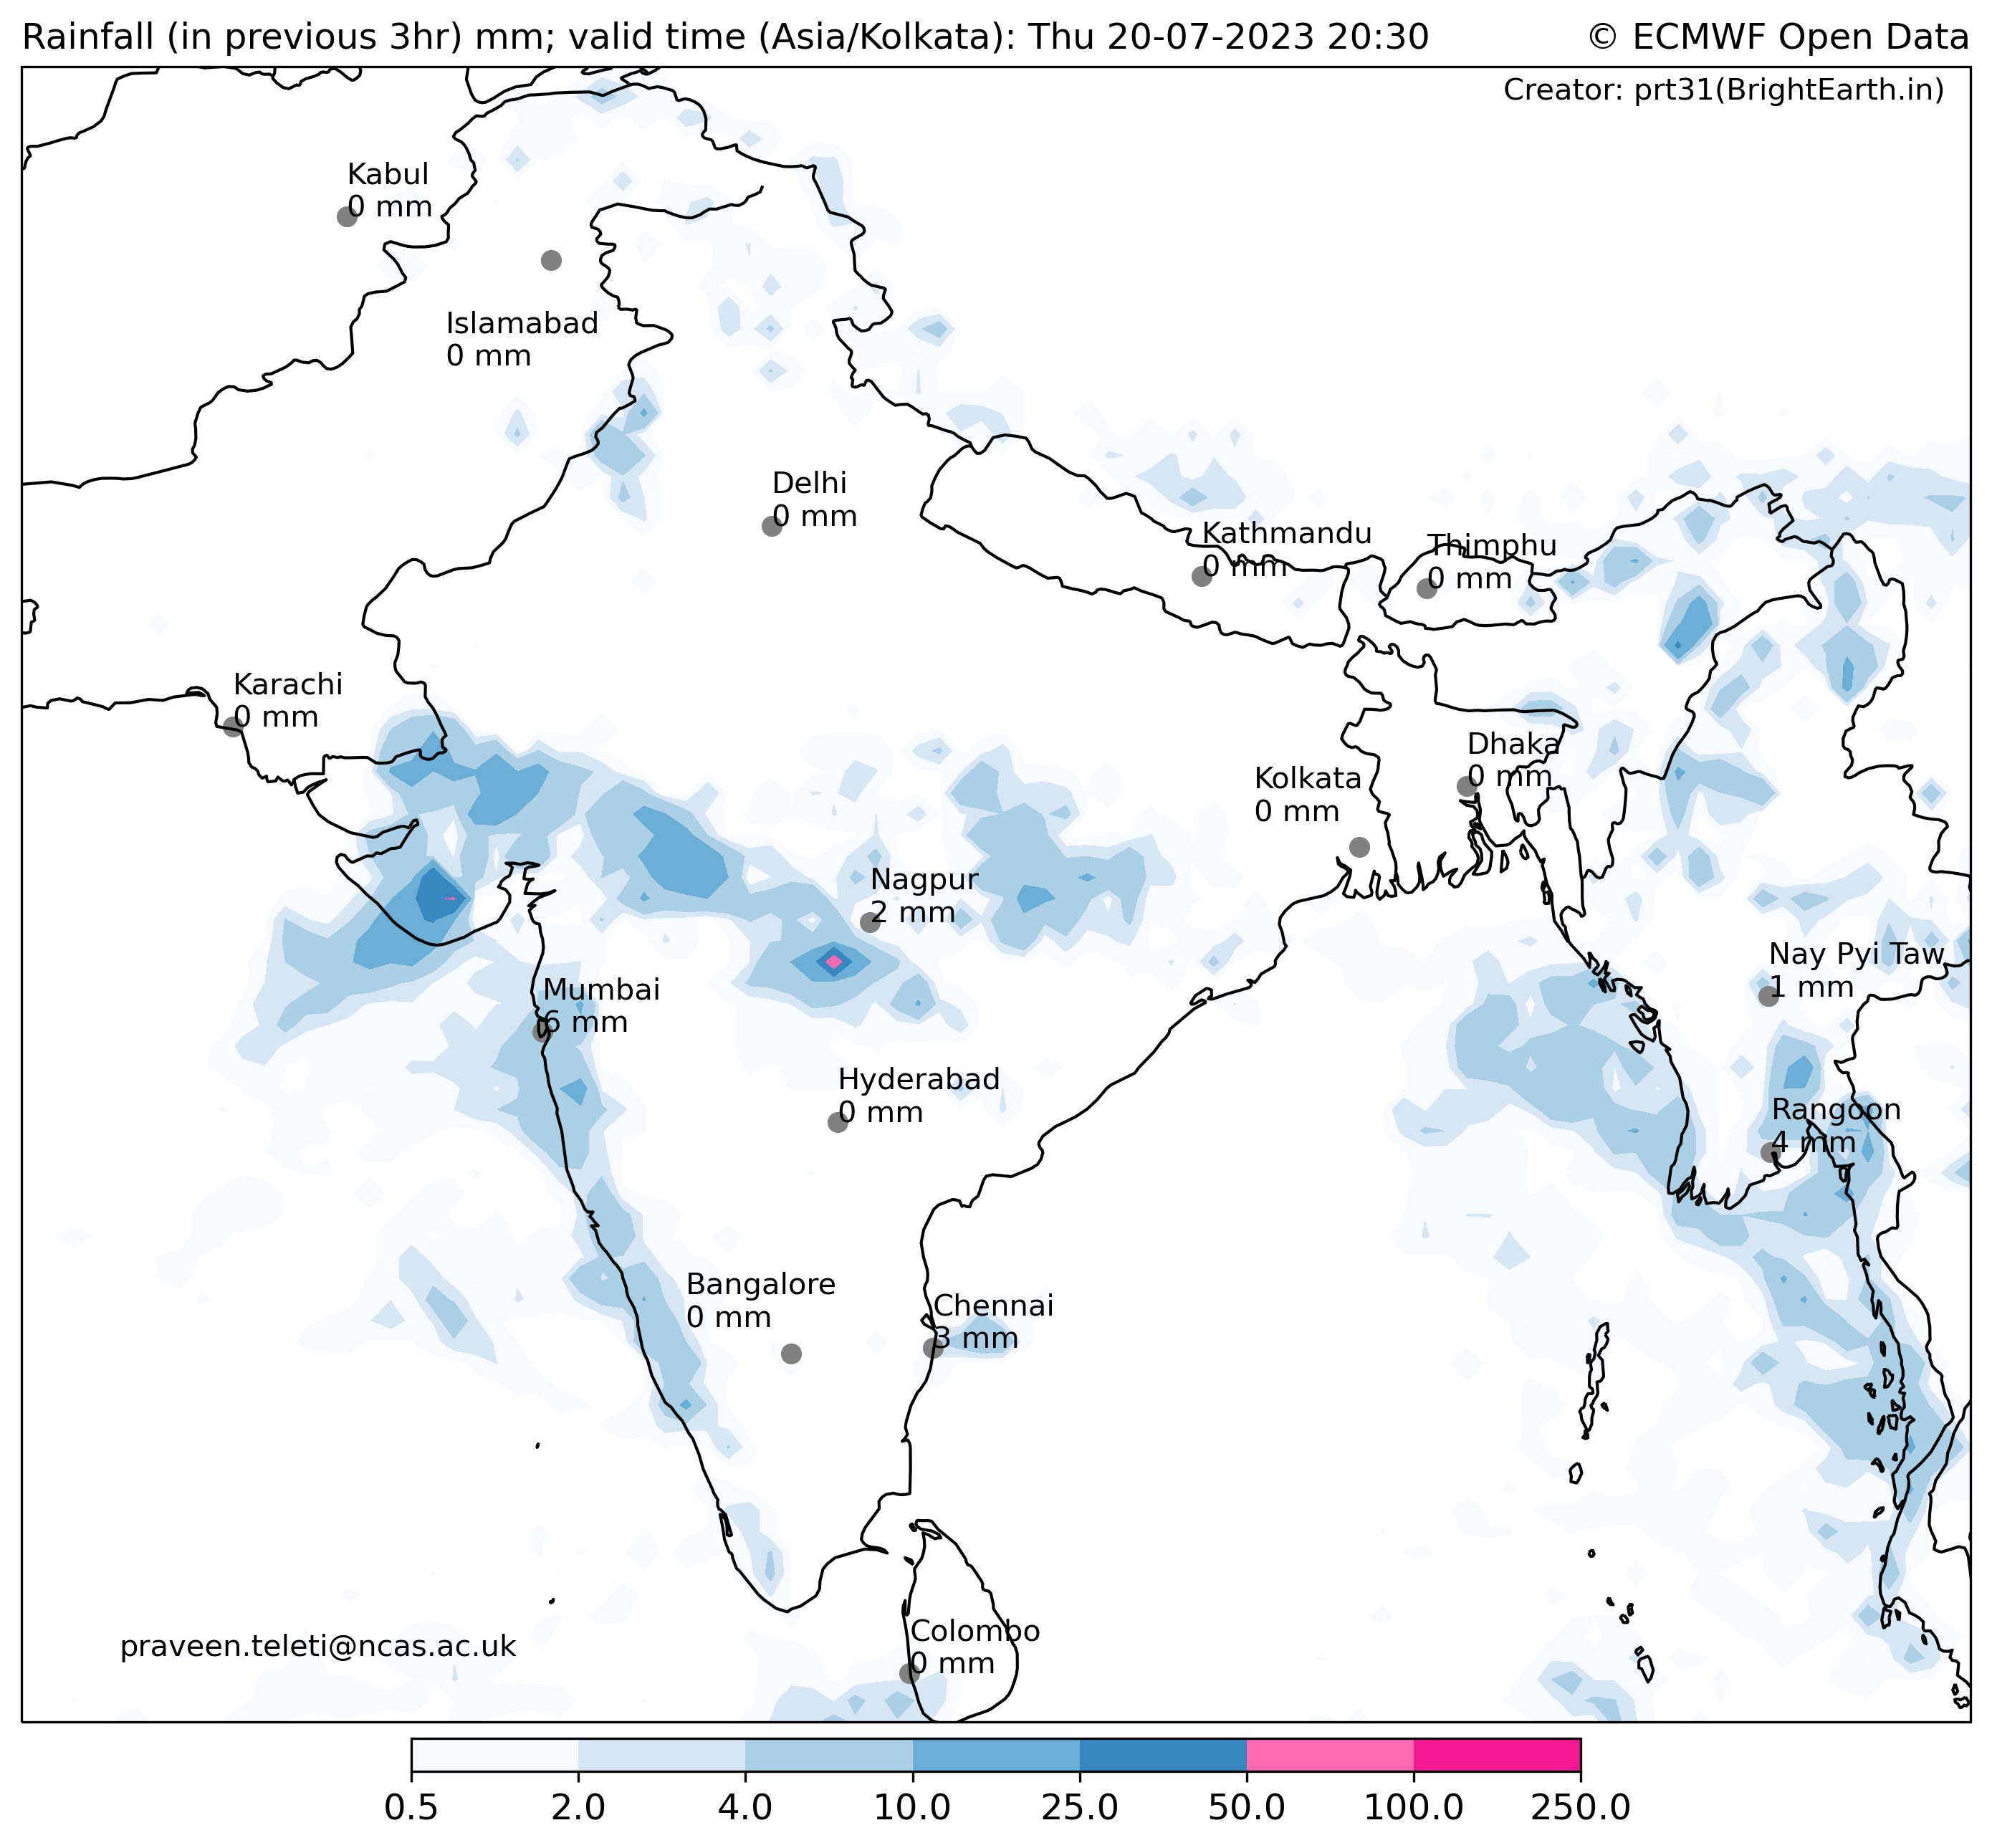 Rainfall (in previous 3hr) mm; valid time (Asia/Kolkata): Thu 20-07-2023 20:30
© ECMWF Open Data
Creator: prt31(BrightEarth.in)
Kabul
0 mm
Islamabad
0 mm
Delhi
0 mm
Kathmandu
0 mm
Thimphu
0 mm
Karachi
0 mm
Dhaka
0 mm
Kolkata
0 mm
Nagpur
2 mm
Nay Pyi Taw
1 mm
Mumbai
6 mm
Hyderabad
0 mm
Rangoon
4 mm
Bangalore
0 mm
Chennai
3 mm
Colombo
0 mm
praveen.teleti@ncas.ac.uk
0.5 2.0 4.0 10.0 25.0 50.0 100.0 250.0